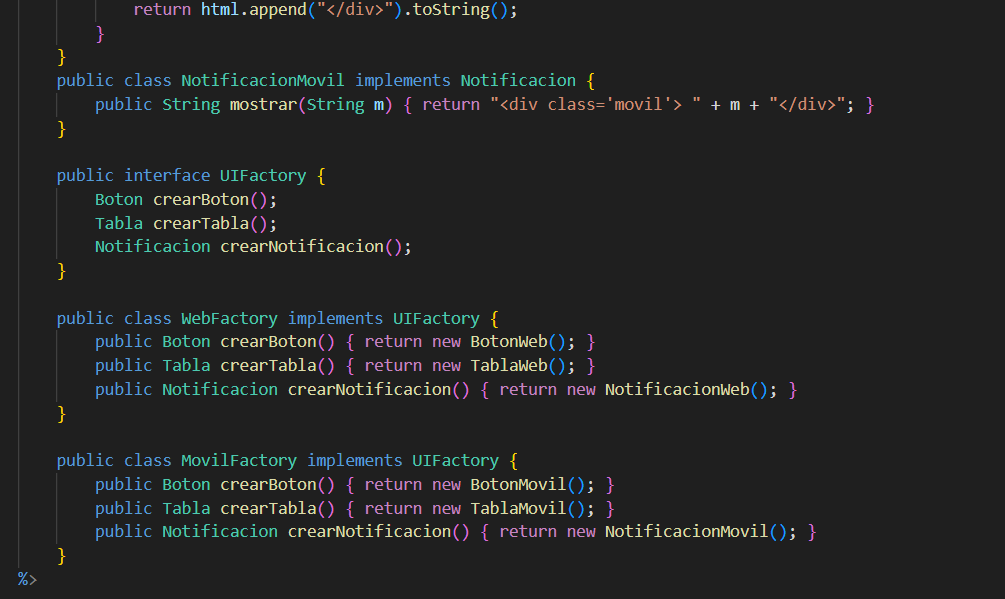 return html.append("</div>").toString();
}
}
public class NotificacionMovil implements Notificacion {
public String mostrar(String m) { return "<div class='movil'> " + m + "</div>"; }
}
public interface UIFactory {
Boton crearBoton();
Tabla crearTabla();
Notificacion crearNotificacion();
}
public class WebFactory implements UIFactory {
public Boton crearBoton() { return new BotonWeb(); }
public Tabla crearTabla() { return new TablaWeb(); }
public Notificacion crearNotificacion() { return new NotificacionWeb(); }
}
public class MovilFactory implements UIFactory {
public Boton crearBoton() { return new BotonMovil(); }
public Tabla crearTabla() { return new TablaMovil(); }
public Notificacion crearNotificacion() { return new NotificacionMovil(); }
}
%>